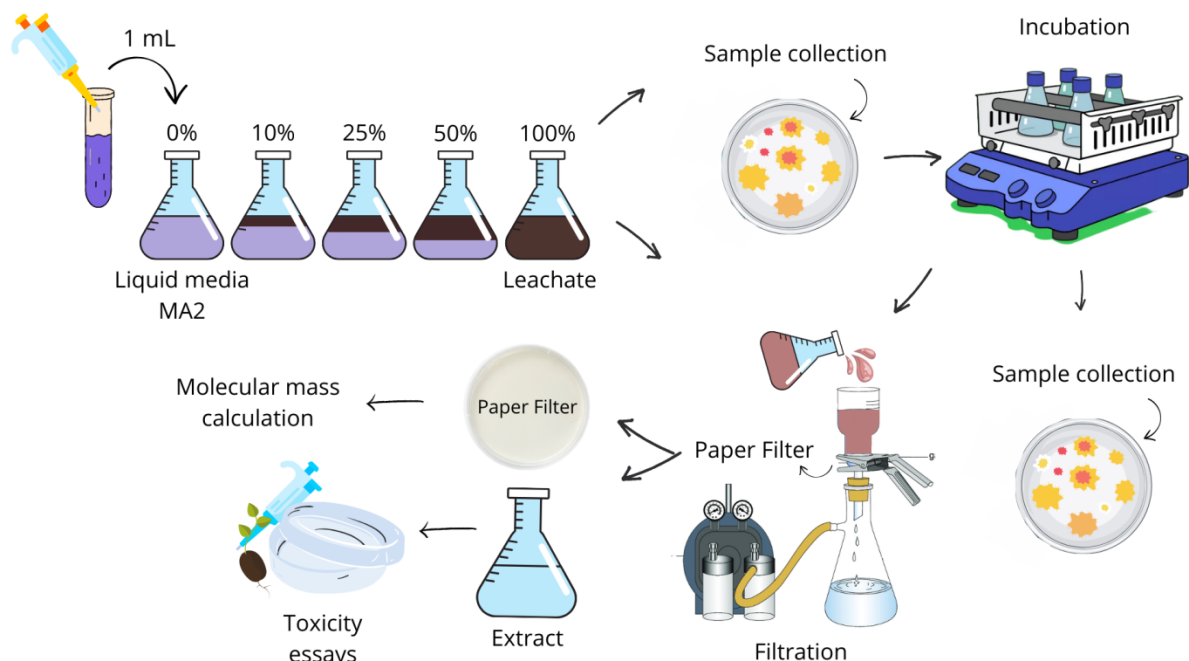 1 mL
0%
10%
25%
50%
100%
Liquid media
MA2
Leachate
Sample collection
Incubation
Sample collection
Molecular mass
calculation
Paper Filter
Paper Filter
Toxicity
essays
Extract
Filtration